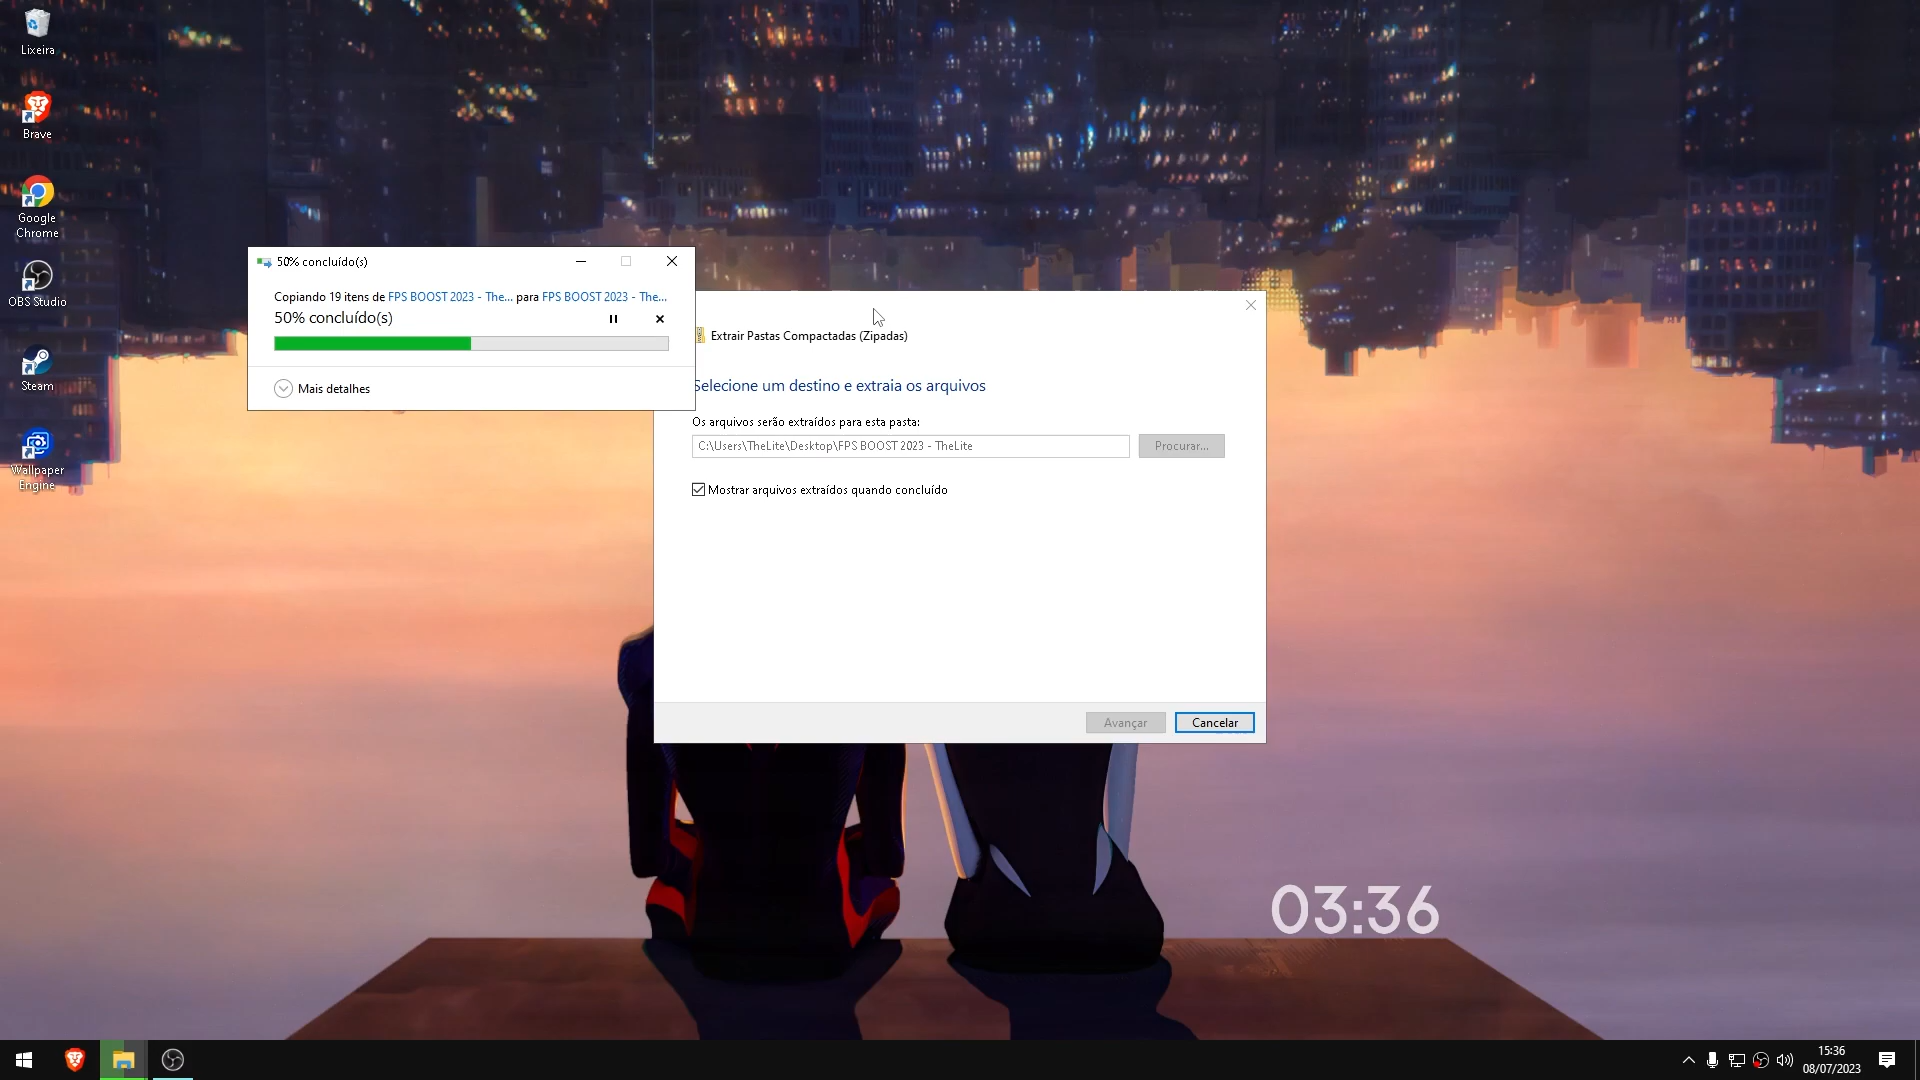 Lixeira
Brave
Google
Chrome
OBS Studio
Steam
Wallpaper
Engine
50% concluído(s)
Copiando 19 itens de FPS BOOST 2023 - The... para FPS BOOST 2023 - The...
50% concluído(s)
Mais detalhes
Extrair Pastas Compactadas (Zipadas)
Selecione um destino e extraia os arquivos
Os arquivos serão extraídos para esta pasta:
C:\Users\TheLite\Desktop\FPS BOOST 2023 - TheLite
Procurar...
Mostrar arquivos extraídos quando concluído
Avançar
Cancelar
03:36
15:36
08/07/2023